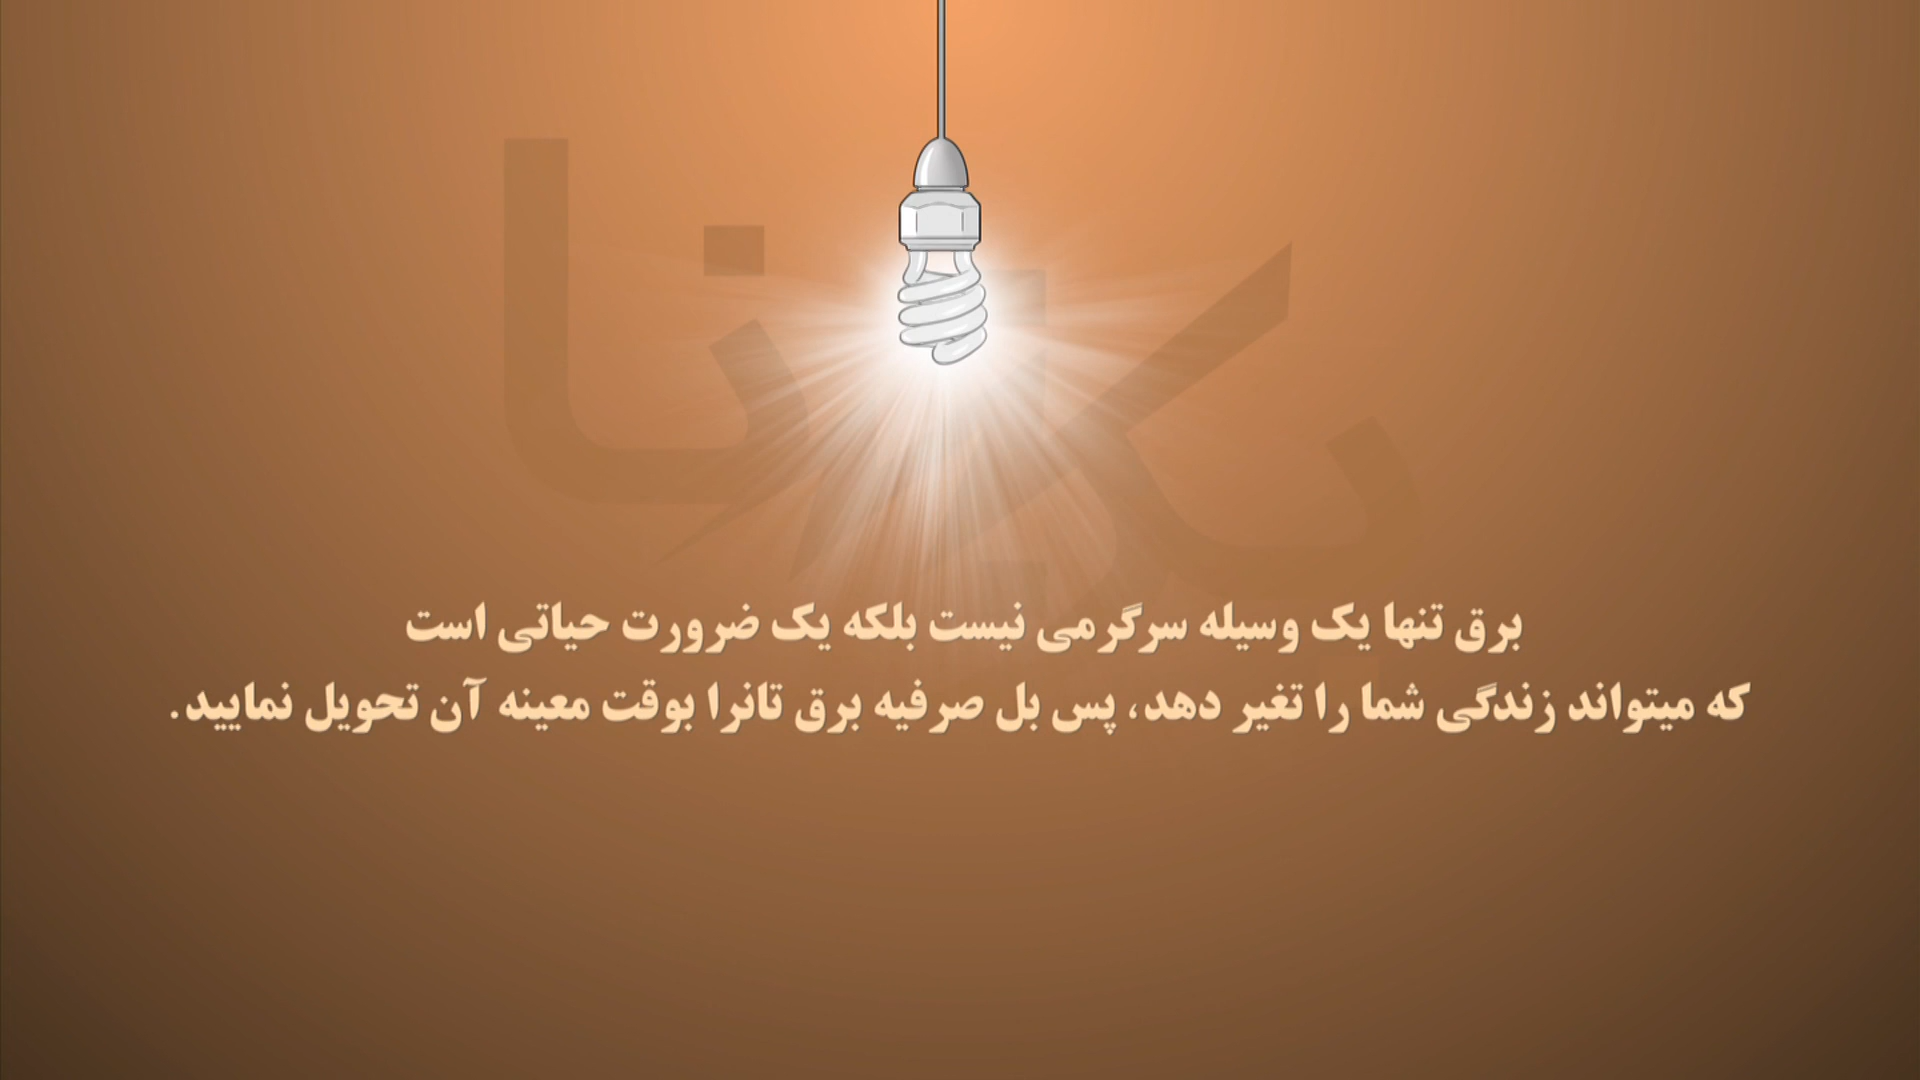 برق تنها یک وسیله سرگرمی نیست بلکه یک ضرورت حیاتی است
که میتواند زندگی شما را تغیر دهد، پس بل صرفیه برق تانرا بوقت معینه آن تحویل نمایید.